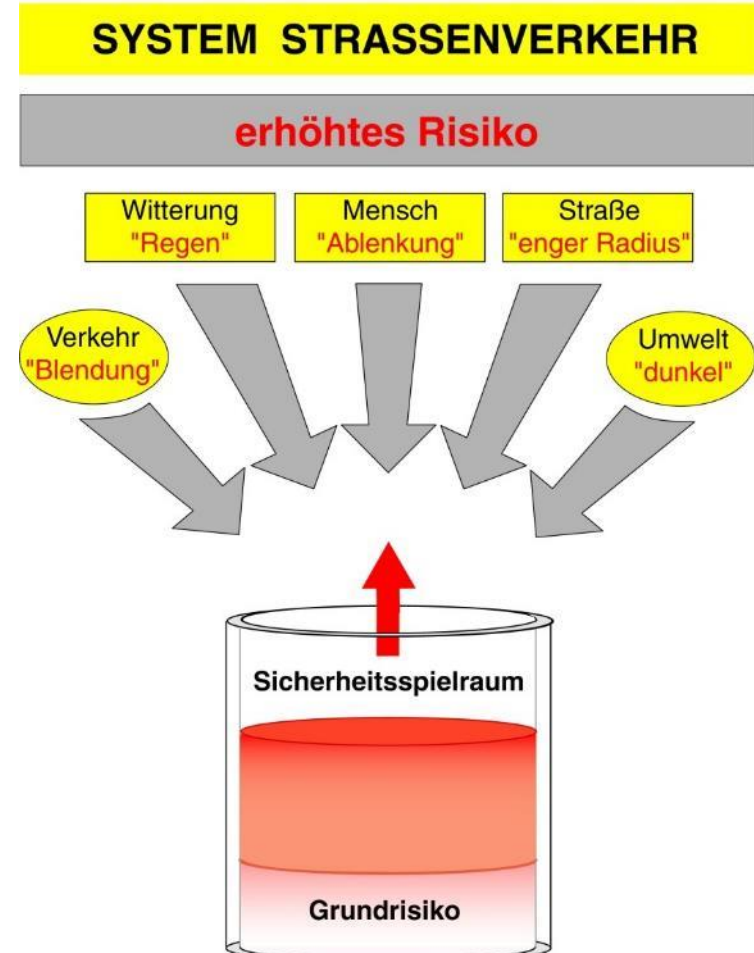 SYSTEM STRASSENVERKEHR
erhöhtes Risiko
Witterung
"Regen"
Mensch
"Ablenkung"
Straße
"enger Radius"
Verkehr
"Blendung"
Umwelt
"dunkel"
Sicherheitsspielraum
Grundrisiko